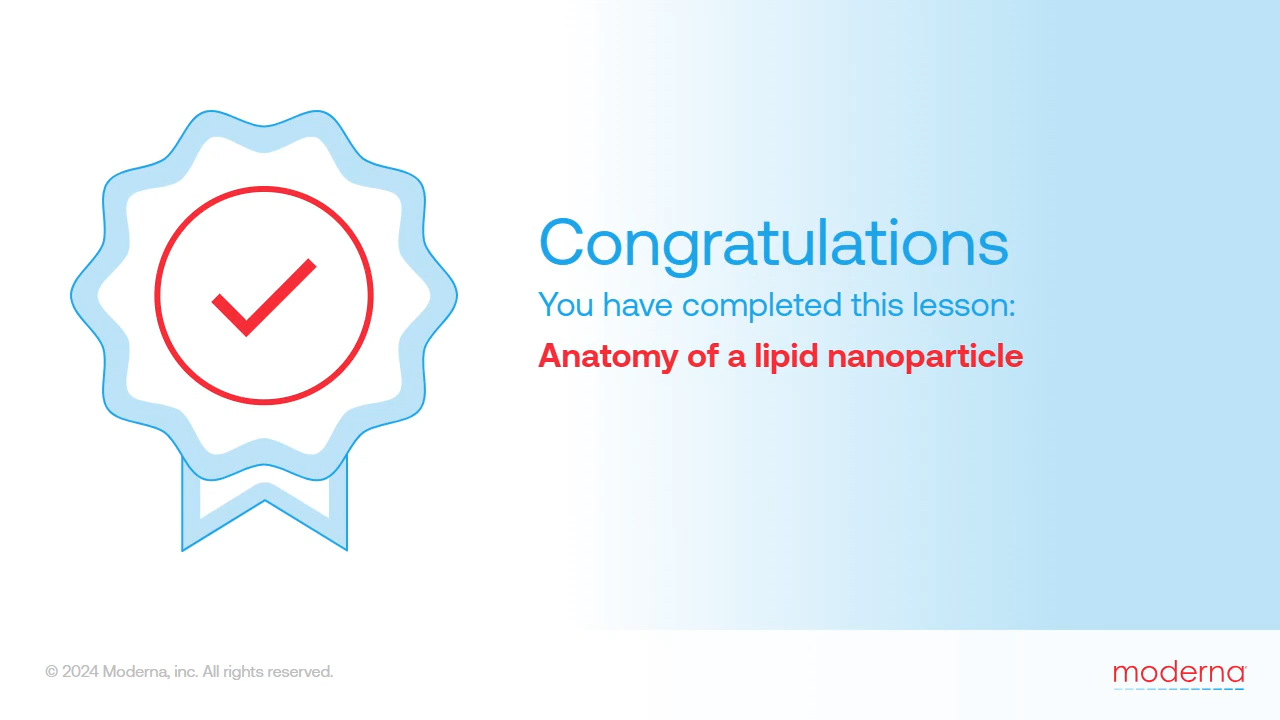 Congratulations
You have completed this lesson:
Anatomy of a lipid nanoparticle
© 2024 Moderna, inc. All rights reserved.
moderna